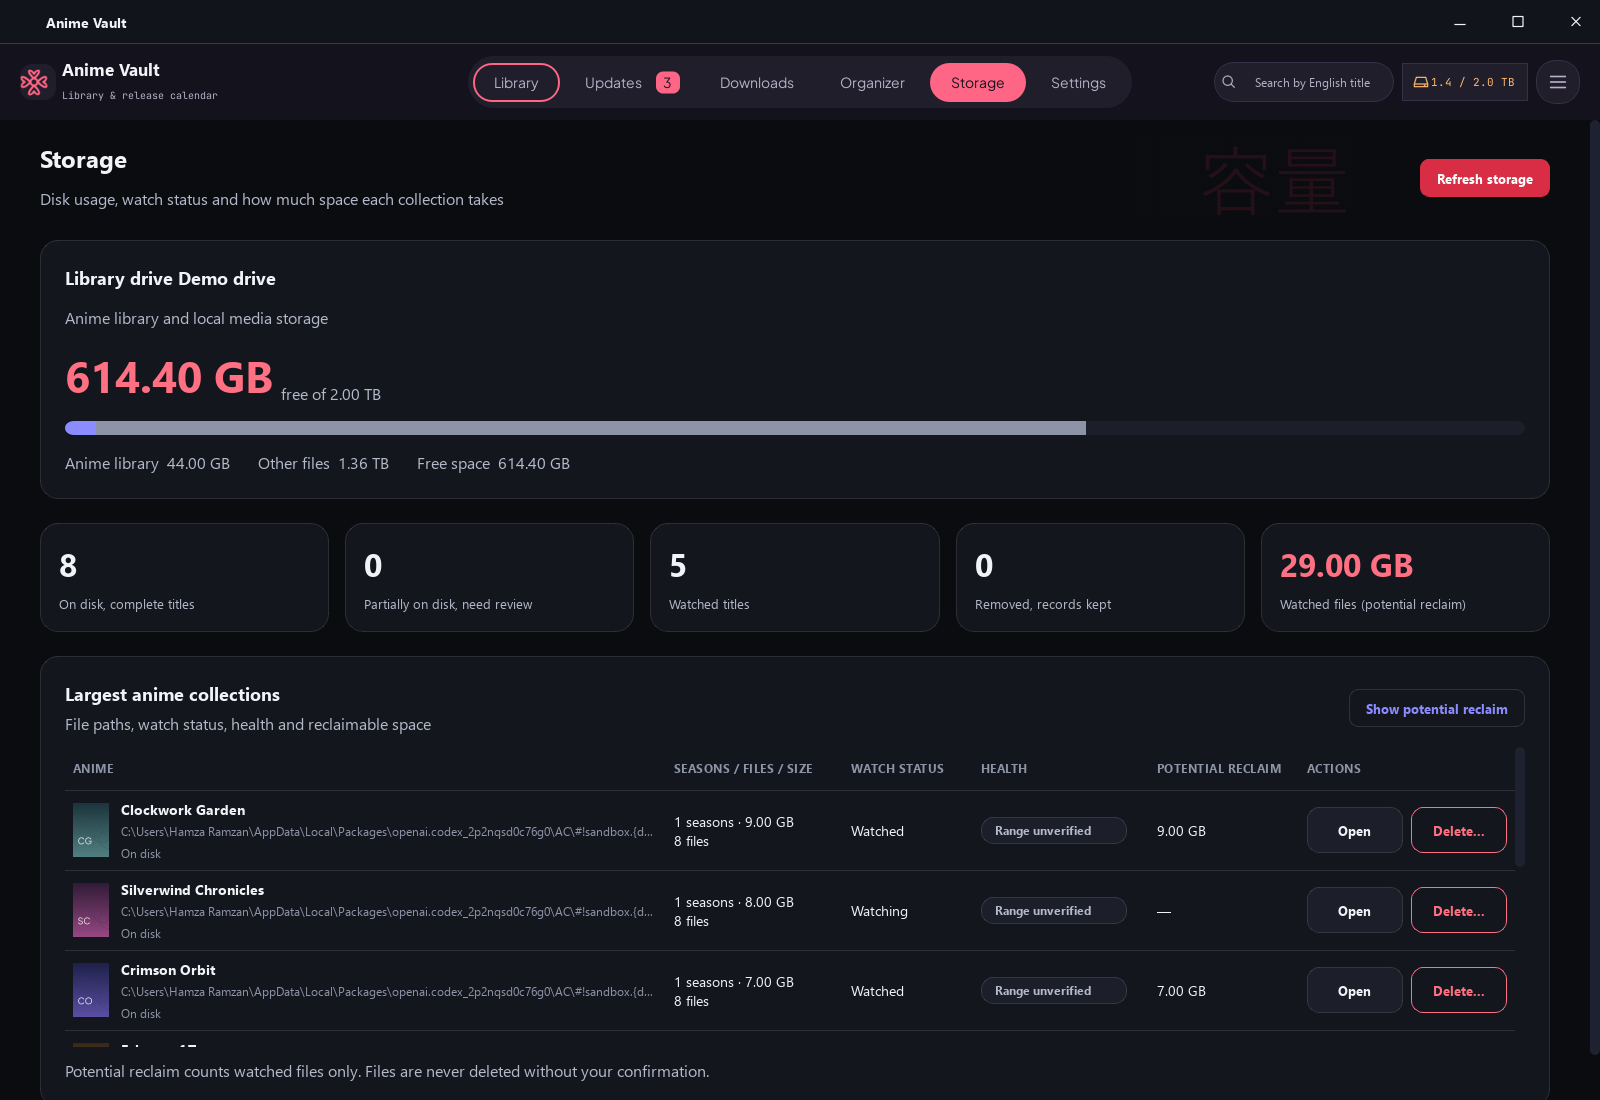 Anime Vault
Anime Vault
Library & release calendar
Library
Updates 3
Downloads
Organizer
Storage
Settings
Search by English title
1.4 / 2.0 TB
Storage
Disk usage, watch status and how much space each collection takes
容量
Refresh storage
Library drive Demo drive
Anime library and local media storage
614.40 GB free of 2.00 TB
Anime library 44.00 GB Other files 1.36 TB Free space 614.40 GB
8
On disk, complete titles
0
Partially on disk, need review
5
Watched titles
0
Removed, records kept
29.00 GB
Watched files (potential reclaim)
Largest anime collections
File paths, watch status, health and reclaimable space
Show potential reclaim
ANIME SEASONS / FILES / SIZE WATCH STATUS HEALTH POTENTIAL RECLAIM ACTIONS
CG
Clockwork Garden
C:\Users\Hamza Ramzan\AppData\Local\Packages\openai.codex_2p2nqsd0c76g0\AC\#!sandbox.{d...
On disk
1 seasons · 9.00 GB
8 files
Watched
Range unverified
9.00 GB
Open
Delete...
SC
Silverwind Chronicles
C:\Users\Hamza Ramzan\AppData\Local\Packages\openai.codex_2p2nqsd0c76g0\AC\#!sandbox.{d...
On disk
1 seasons · 8.00 GB
8 files
Watching
Range unverified
—
Open
Delete...
CO
Crimson Orbit
C:\Users\Hamza Ramzan\AppData\Local\Packages\openai.codex_2p2nqsd0c76g0\AC\#!sandbox.{d...
On disk
1 seasons · 7.00 GB
8 files
Watched
Range unverified
7.00 GB
Open
Delete...
Potential reclaim counts watched files only. Files are never deleted without your confirmation.